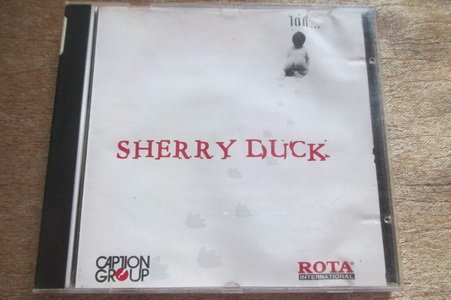 SHERRY DUCK
CAPTION
GROUP
ROTA
INTERNATIONAL